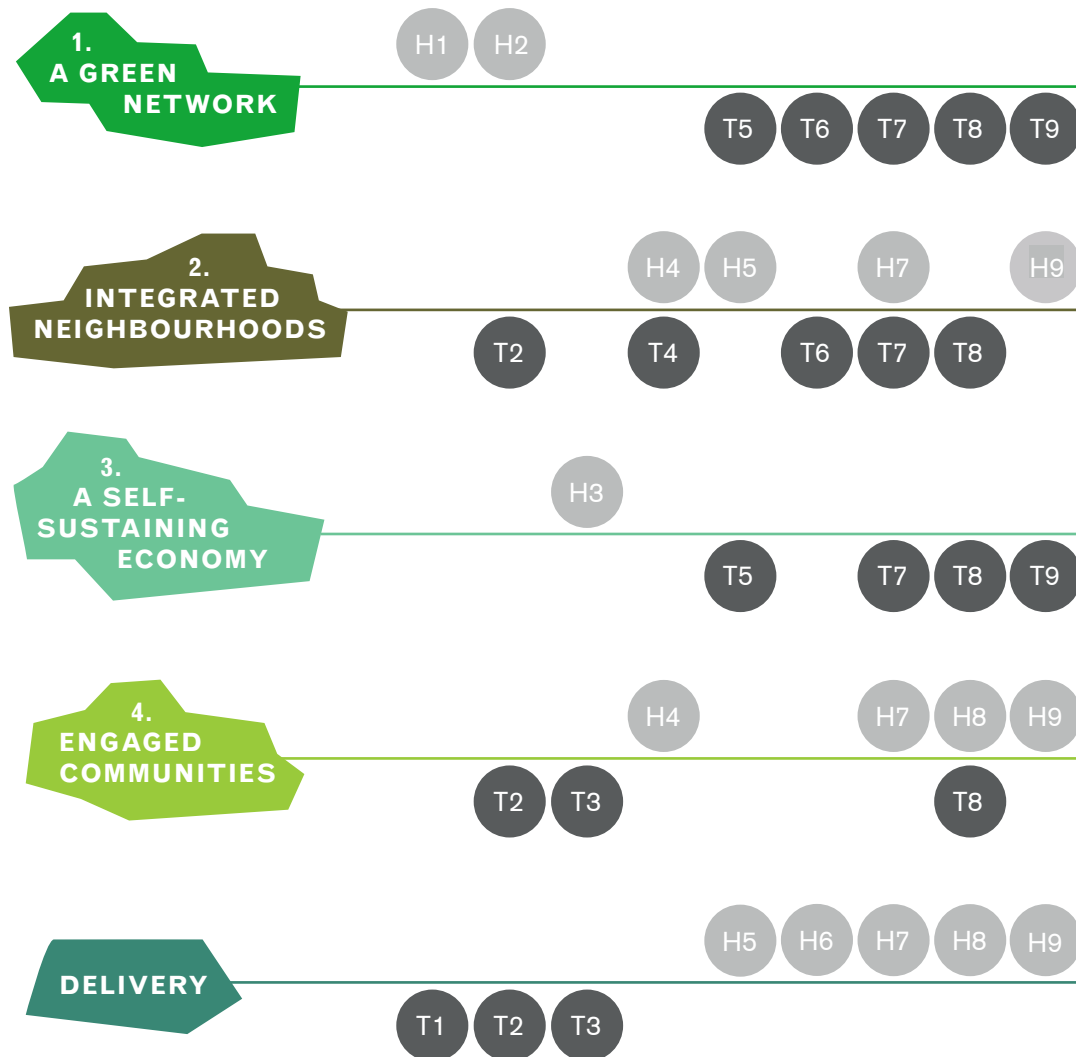 1.
A GREEN
NETWORK
H1 H2
T5 T6 T7 T8 T9
2.
INTEGRATED
NEIGHBOURHOODS
H4 H5 H7 H9
T2 T4 T6 T7 T8
3.
A SELF-
SUSTAINING
ECONOMY
H3
T5 T7 T8 T9
4.
ENGAGED
COMMUNITIES
H4 H7 H8 H9
T2 T3 T8
DELIVERY
H5 H6 H7 H8 H9
T1 T2 T3